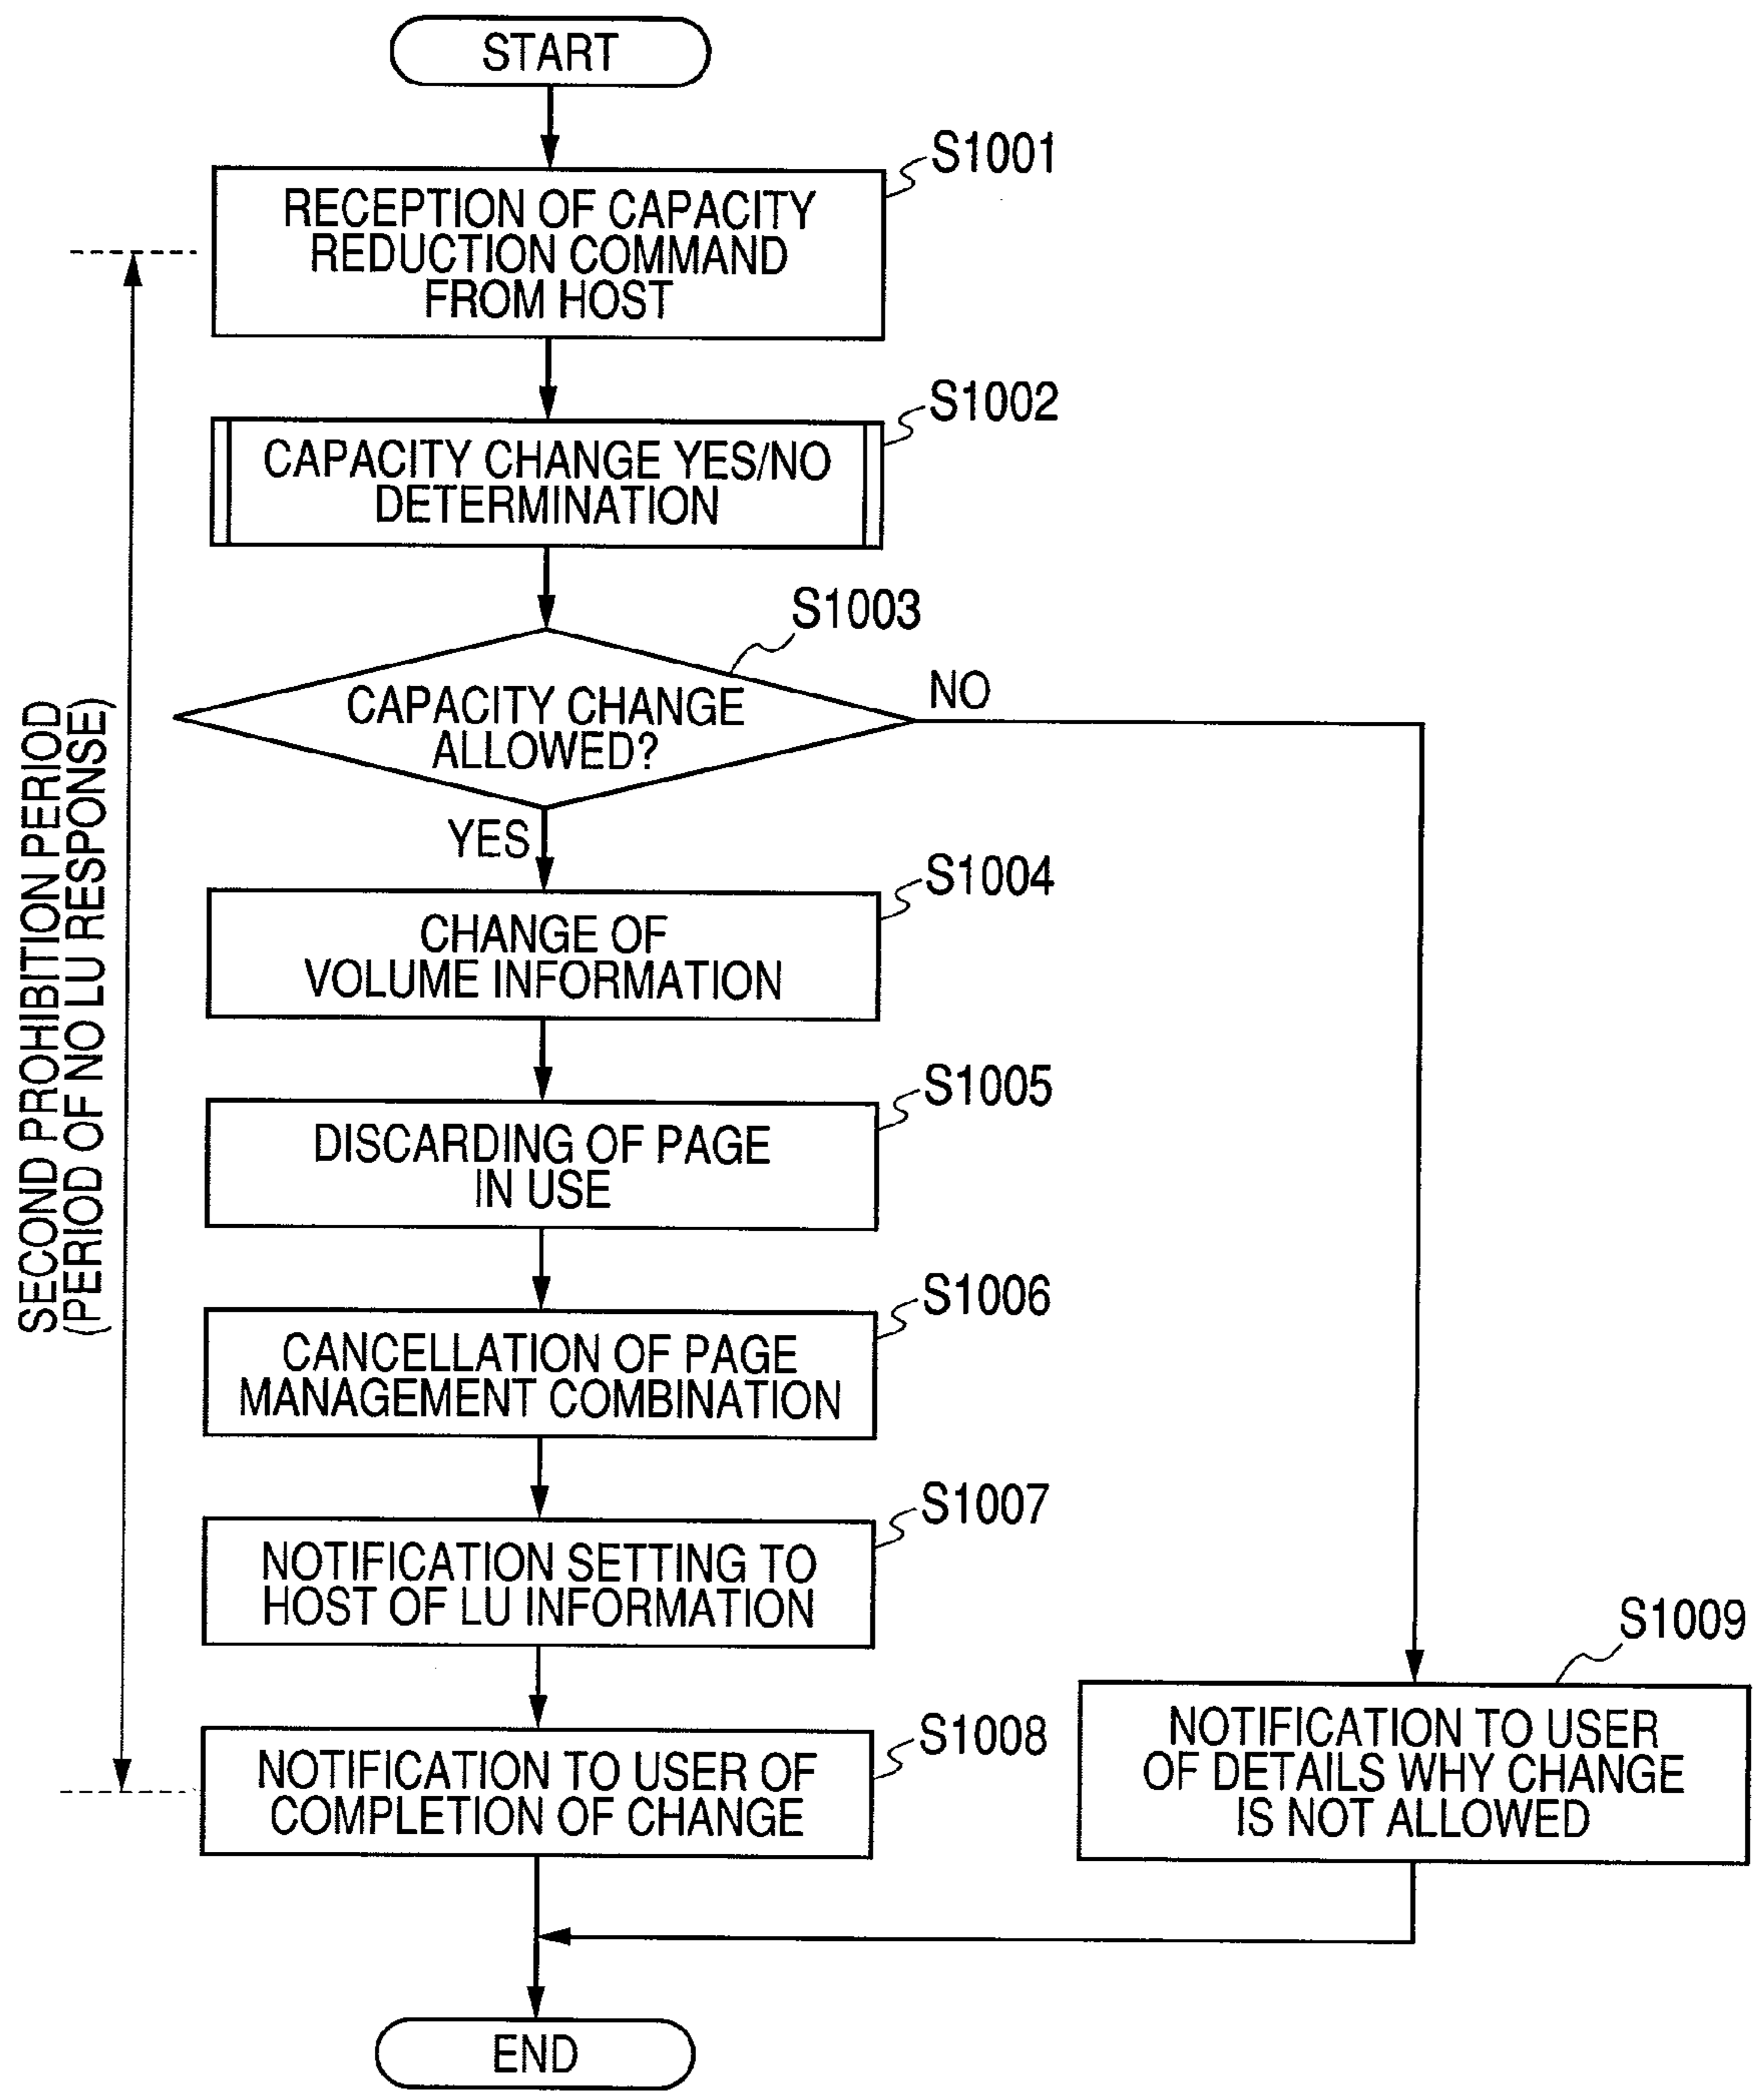 START
S1001
RECEPTION OF CAPACITY
REDUCTION COMMAND
FROM HOST
S1002
CAPACITY CHANGE YES/NO
DETERMINATION
S1003
CAPACITY CHANGE
ALLOWED?
NO
YES
S1004
CHANGE OF
VOLUME INFORMATION
S1005
DISCARDING OF PAGE
IN USE
S1006
CANCELLATION OF PAGE
MANAGEMENT COMBINATION
S1007
NOTIFICATION SETTING TO
HOST OF LU INFORMATION
S1008
NOTIFICATION TO USER OF
COMPLETION OF CHANGE
S1009
NOTIFICATION TO USER
OF DETAILS WHY CHANGE
IS NOT ALLOWED
END
SECOND PROHIBITION PERIOD
(PERIOD OF NO LU RESPONSE)